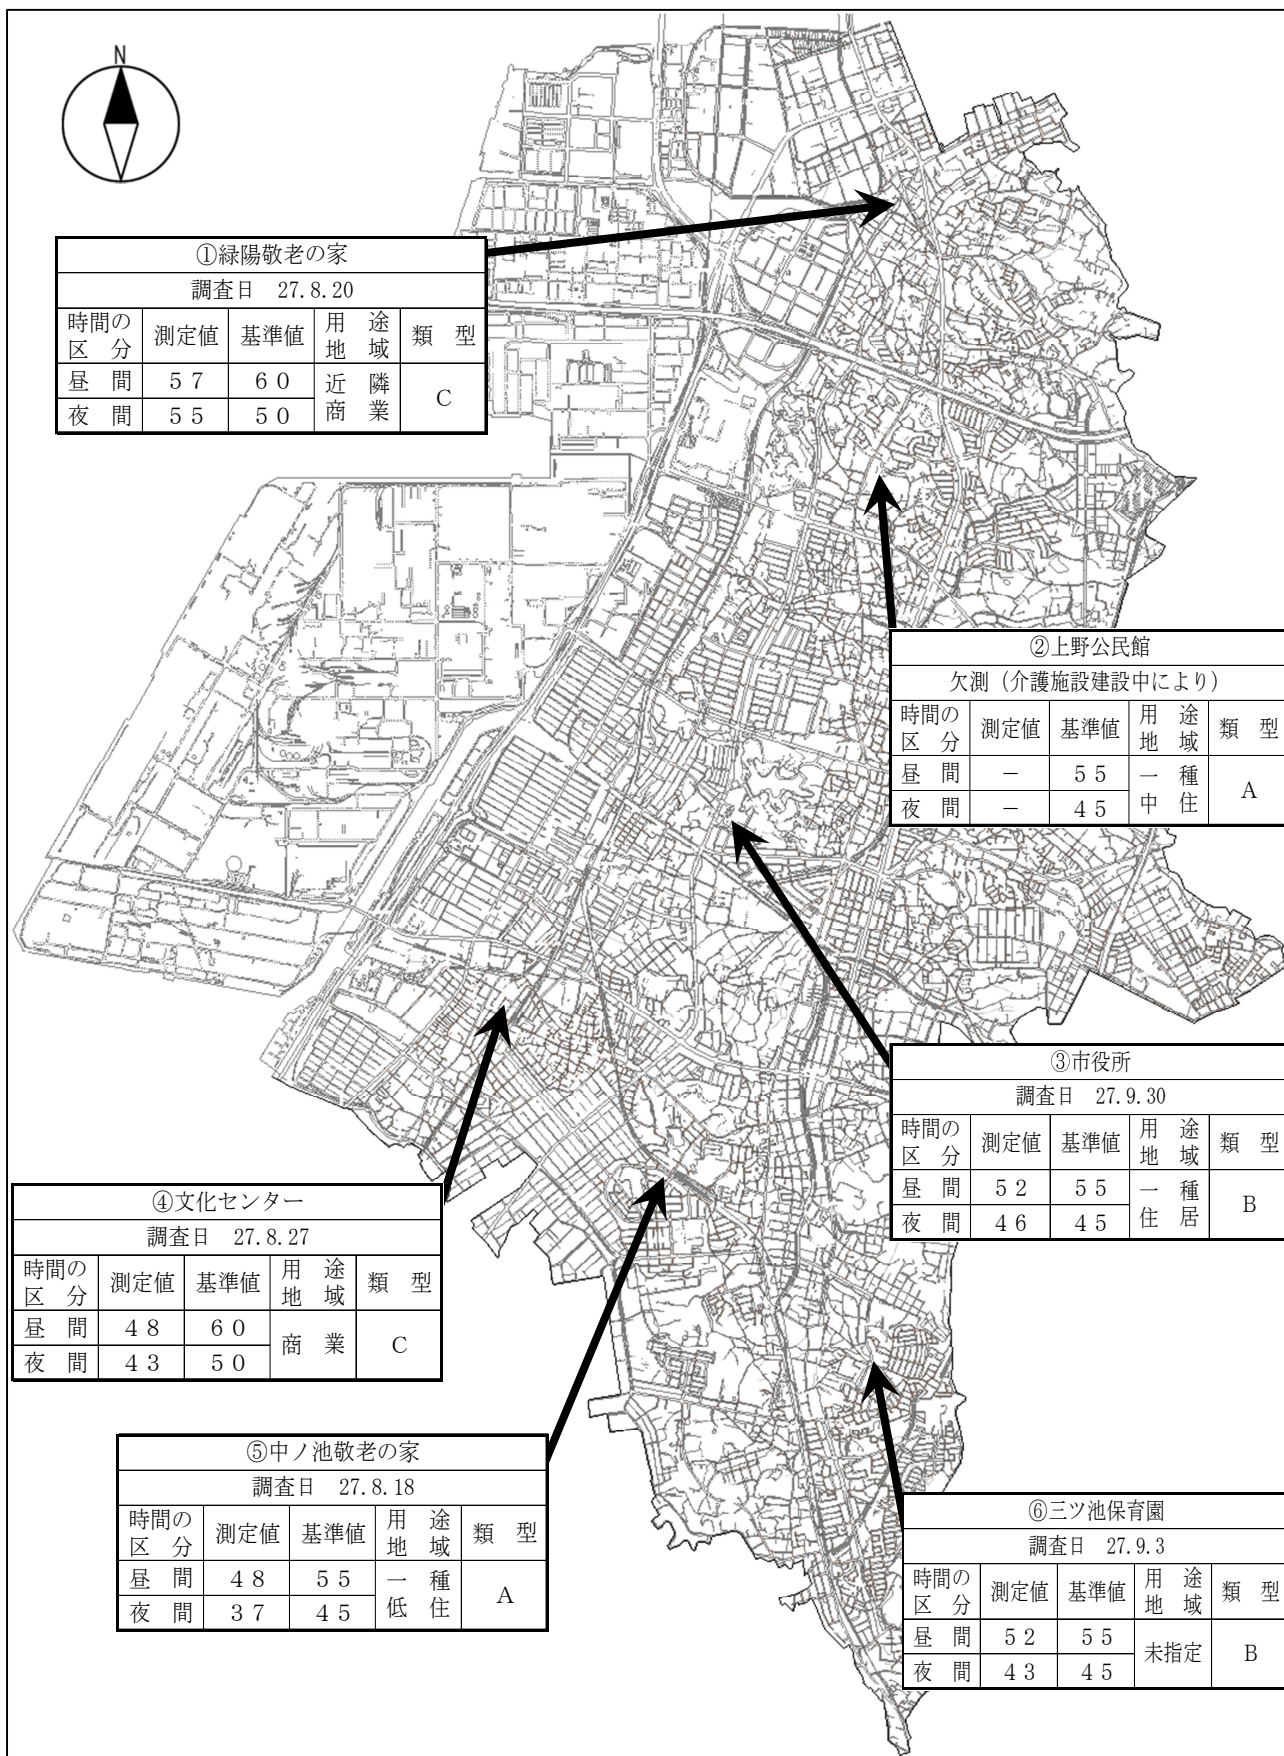 N
①緑陽敬老の家
調査日 27.8.20
時間の区分 測定値 基準値 用途地域 類型
昼間 57 60 近隣商業 C
夜間 55 50
②上野公民館
欠測（介護施設建設中により）
時間の区分 測定値 基準値 用途地域 類型
昼間 － 55 一種中住 A
夜間 － 45
③市役所
調査日 27.9.30
時間の区分 測定値 基準値 用途地域 類型
昼間 52 55 一種住居 B
夜間 46 45
④文化センター
調査日 27.8.27
時間の区分 測定値 基準値 用途地域 類型
昼間 48 60 商業 C
夜間 43 50
⑤中ノ池敬老の家
調査日 27.8.18
時間の区分 測定値 基準値 用途地域 類型
昼間 48 55 一種低住 A
夜間 37 45
⑥三ツ池保育園
調査日 27.9.3
時間の区分 測定値 基準値 用途地域 類型
昼間 52 55 未指定 B
夜間 43 45